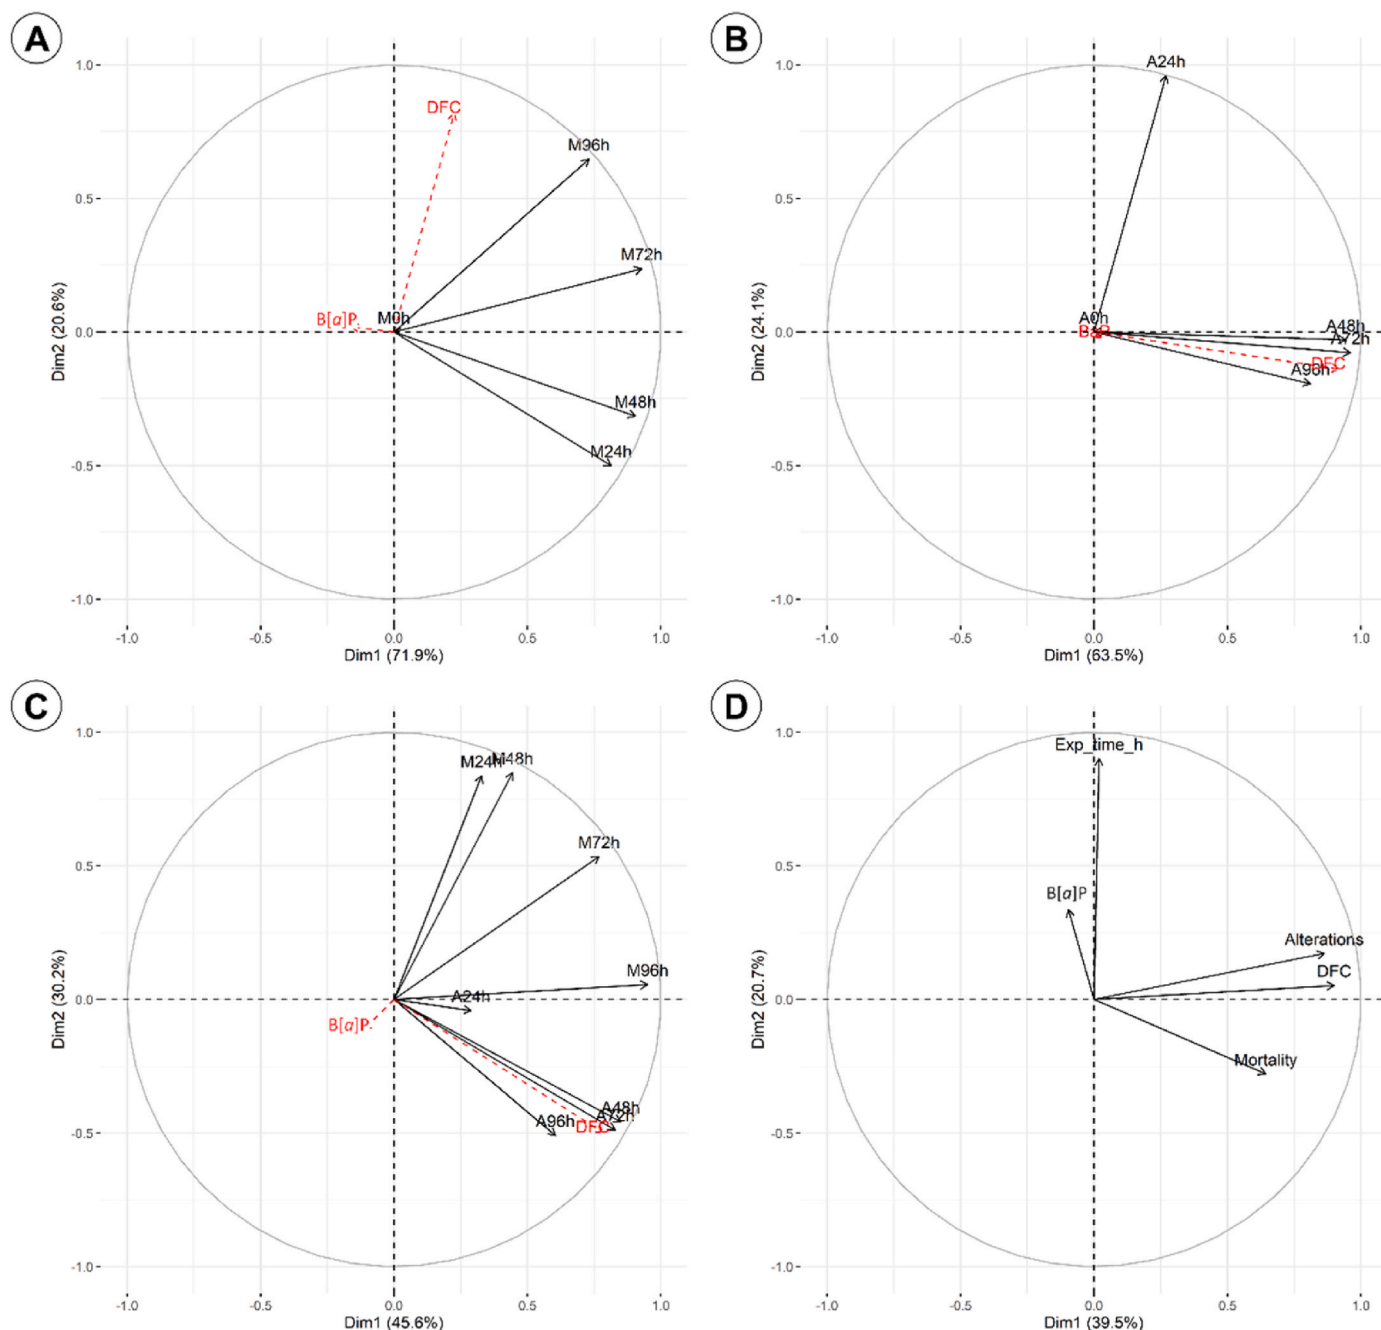 A
1.0
0.5
0.0
-0.5
-1.0
DFC
M96h
M72h
B[a]P
M0h
M48h
M24h
-1.0 -0.5 0.0 0.5 1.0
Dim1 (71.9%)
Dim2 (20.6%)
B
1.0
0.5
0.0
-0.5
-1.0
A24h
A0h
BaP
A48h
A72h
DFC
A96h
-1.0 -0.5 0.0 0.5 1.0
Dim1 (63.5%)
Dim2 (24.1%)
C
1.0
0.5
0.0
-0.5
-1.0
M24h
M48h
M72h
M96h
A24h
B[a]P
A48h
A72h
A96h
DFC
-1.0 -0.5 0.0 0.5 1.0
Dim1 (45.6%)
Dim2 (30.2%)
D
1.0
0.5
0.0
-0.5
-1.0
Exp_time_h
B[a]P
Alterations
DFC
Mortality
-1.0 -0.5 0.0 0.5 1.0
Dim1 (39.5%)
Dim2 (20.7%)